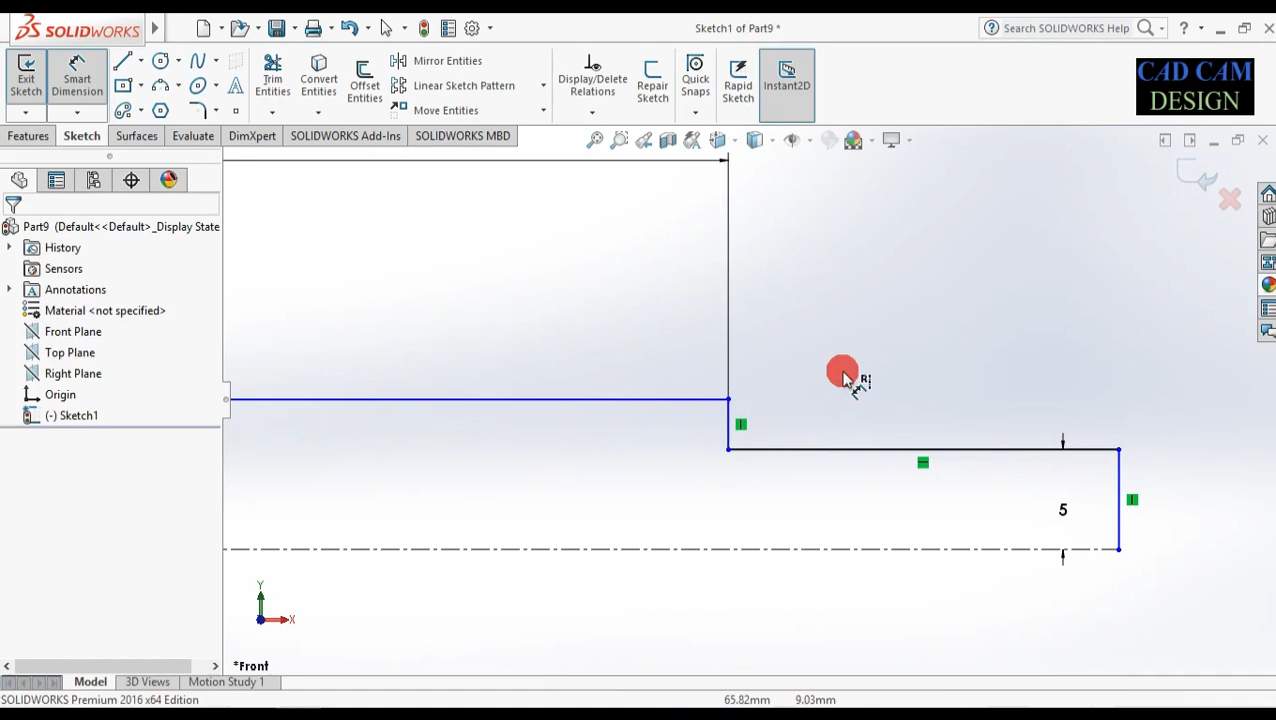 SOLIDWORKS
Sketch1 of Part9 *
Search SOLIDWORKS Help
?
Exit Sketch
Smart Dimension
Trim Entities
Convert Entities
Offset Entities
Mirror Entities
Linear Sketch Pattern
Move Entities
Display/Delete Relations
Repair Sketch
Quick Snaps
Rapid Sketch
Instant2D
CAD CAM
DESIGN
Features
Sketch
Surfaces
Evaluate
DimXpert
SOLIDWORKS Add-Ins
SOLIDWORKS MBD
Part9 (Default<<Default>_Display State
History
Sensors
Annotations
Material <not specified>
Front Plane
Top Plane
Right Plane
Origin
(-) Sketch1
5
Y
X
*Front
Model
3D Views
Motion Study 1
SOLIDWORKS Premium 2016 x64 Edition
65.82mm
9.03mm